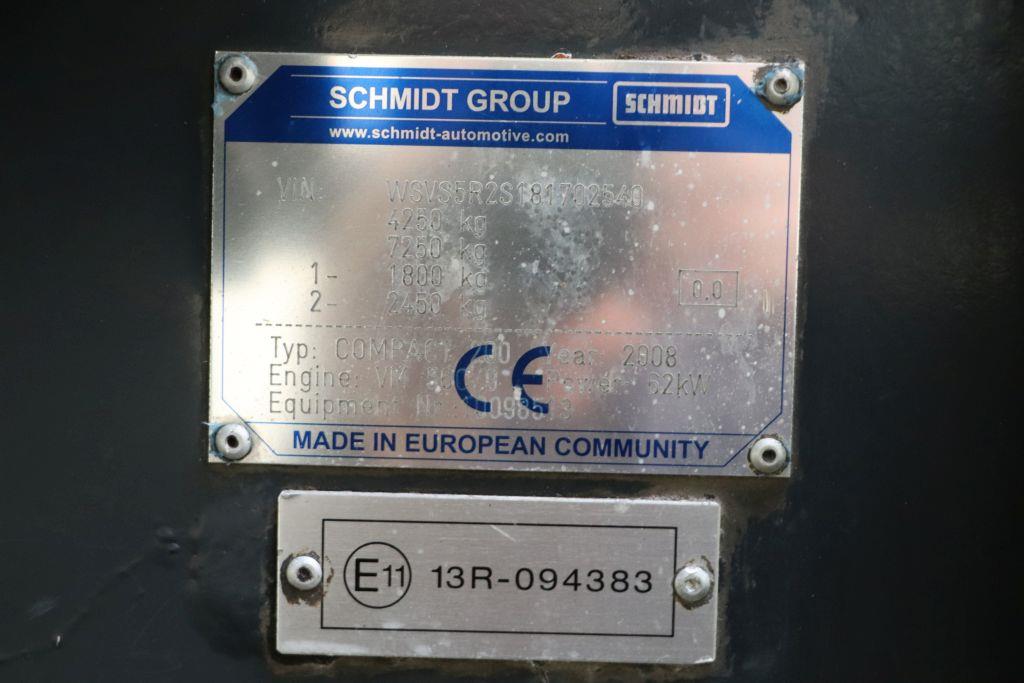 SCHMIDT GROUP
SCHMIDT
www.schmidt-automotive.com
VIN: WSVS5R2S181702540
4250 kg
7250 kg
1- 1800 kg
2- 2450 kg
0.0
Typ: COMPACT 200 Year: 2008
Engine: VM Power: 62kW
Equipment Nr
CE
MADE IN EUROPEAN COMMUNITY
E11 13R-094383